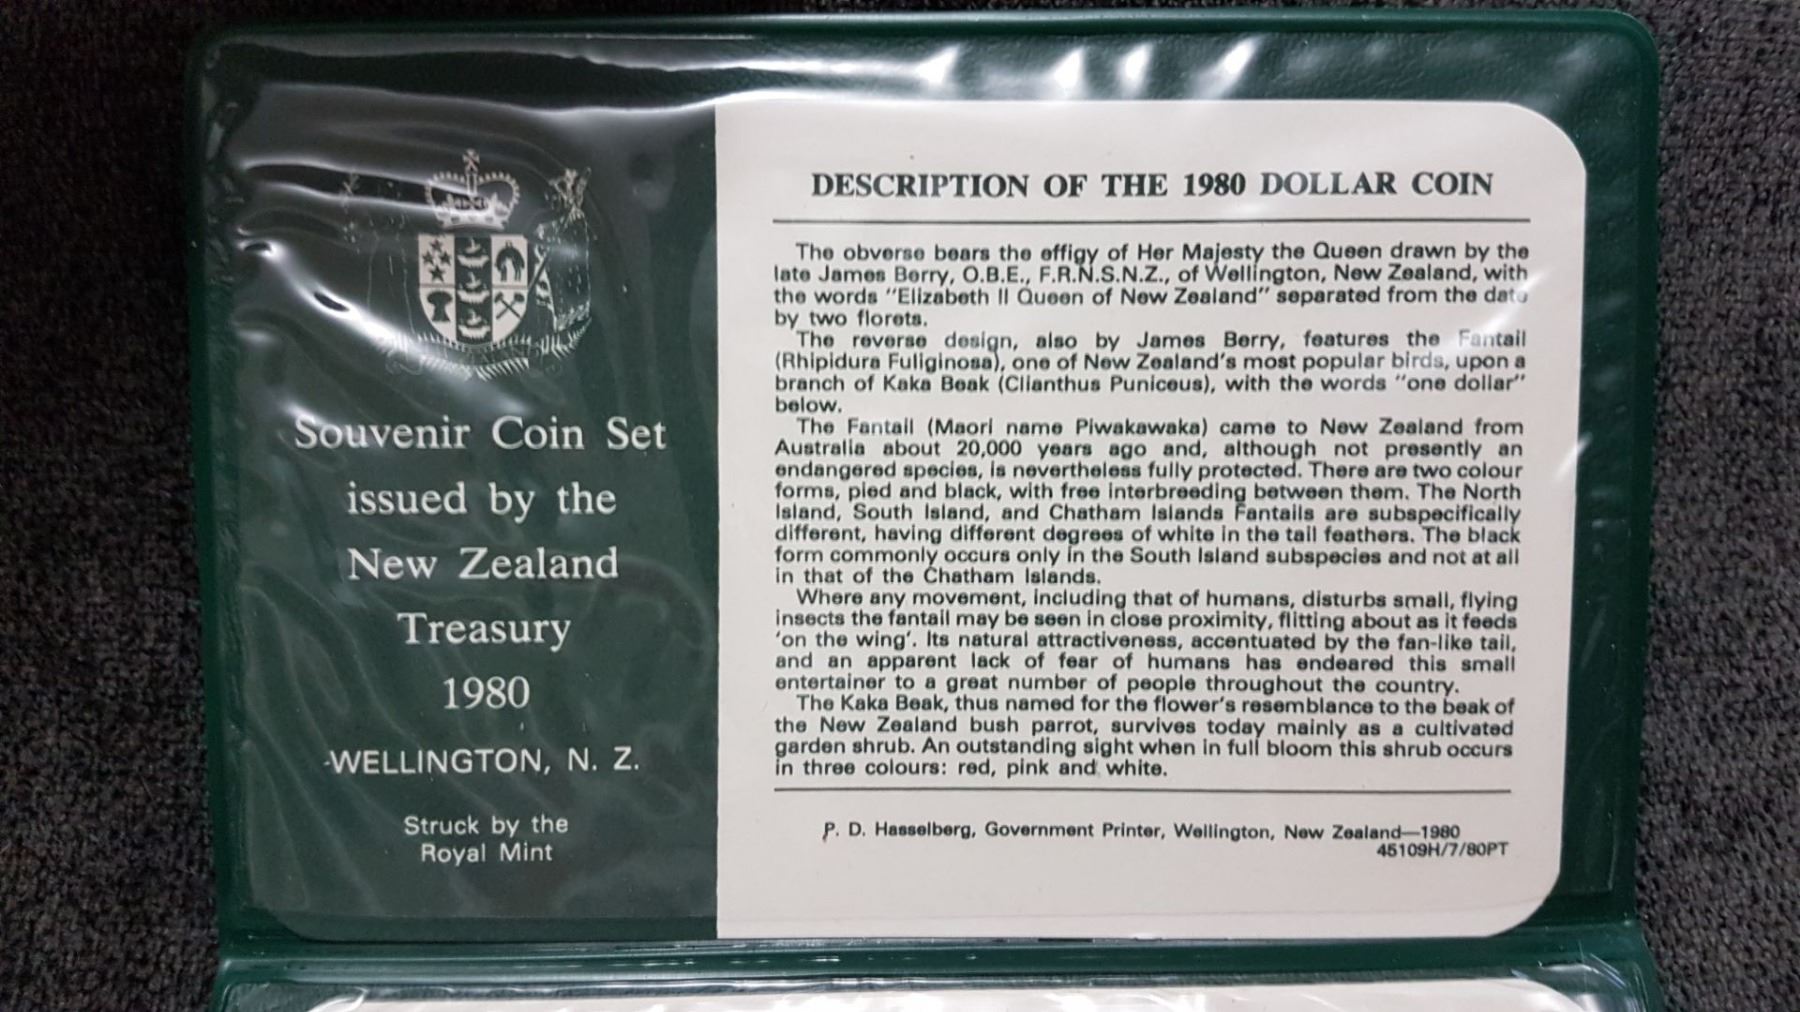 Souvenir Coin Set
issued by the
New Zealand
Treasury
1980
WELLINGTON, N. Z.
Struck by the
Royal Mint
DESCRIPTION OF THE 1980 DOLLAR COIN
The obverse bears the effigy of Her Majesty the Queen drawn by the
late James Berry, O.B.E., F.R.N.S.N.Z., of Wellington, New Zealand, with
the words "Elizabeth II Queen of New Zealand" separated from the date
by two florets.
The reverse design, also by James Berry, features the Fantail
(Rhipidura Fuliginosa), one of New Zealand's most popular birds, upon a
branch of Kaka Beak (Clianthus Puniceus), with the words "one dollar"
below.
The Fantail (Maori name Piwakawaka) came to New Zealand from
Australia about 20,000 years ago and, although not presently an
endangered species, is nevertheless fully protected. There are two colour
forms, pied and black, with free interbreeding between them. The North
Island, South Island, and Chatham Islands Fantails are subspecifically
different, having different degrees of white in the tail feathers. The black
form commonly occurs only in the South Island subspecies and not at all
in that of the Chatham Islands.
Where any movement, including that of humans, disturbs small, flying
insects the fantail may be seen in close proximity, flitting about as it feeds
'on the wing'. Its natural attractiveness, accentuated by the fan-like tail,
and an apparent lack of fear of humans has endeared this small
entertainer to a great number of people throughout the country.
The Kaka Beak, thus named for the flower's resemblance to the beak of
the New Zealand bush parrot, survives today mainly as a cultivated
garden shrub. An outstanding sight when in full bloom this shrub occurs
in three colours: red, pink and white.
P. D. Hasselberg, Government Printer, Wellington, New Zealand—1980
45109H/7/80PT